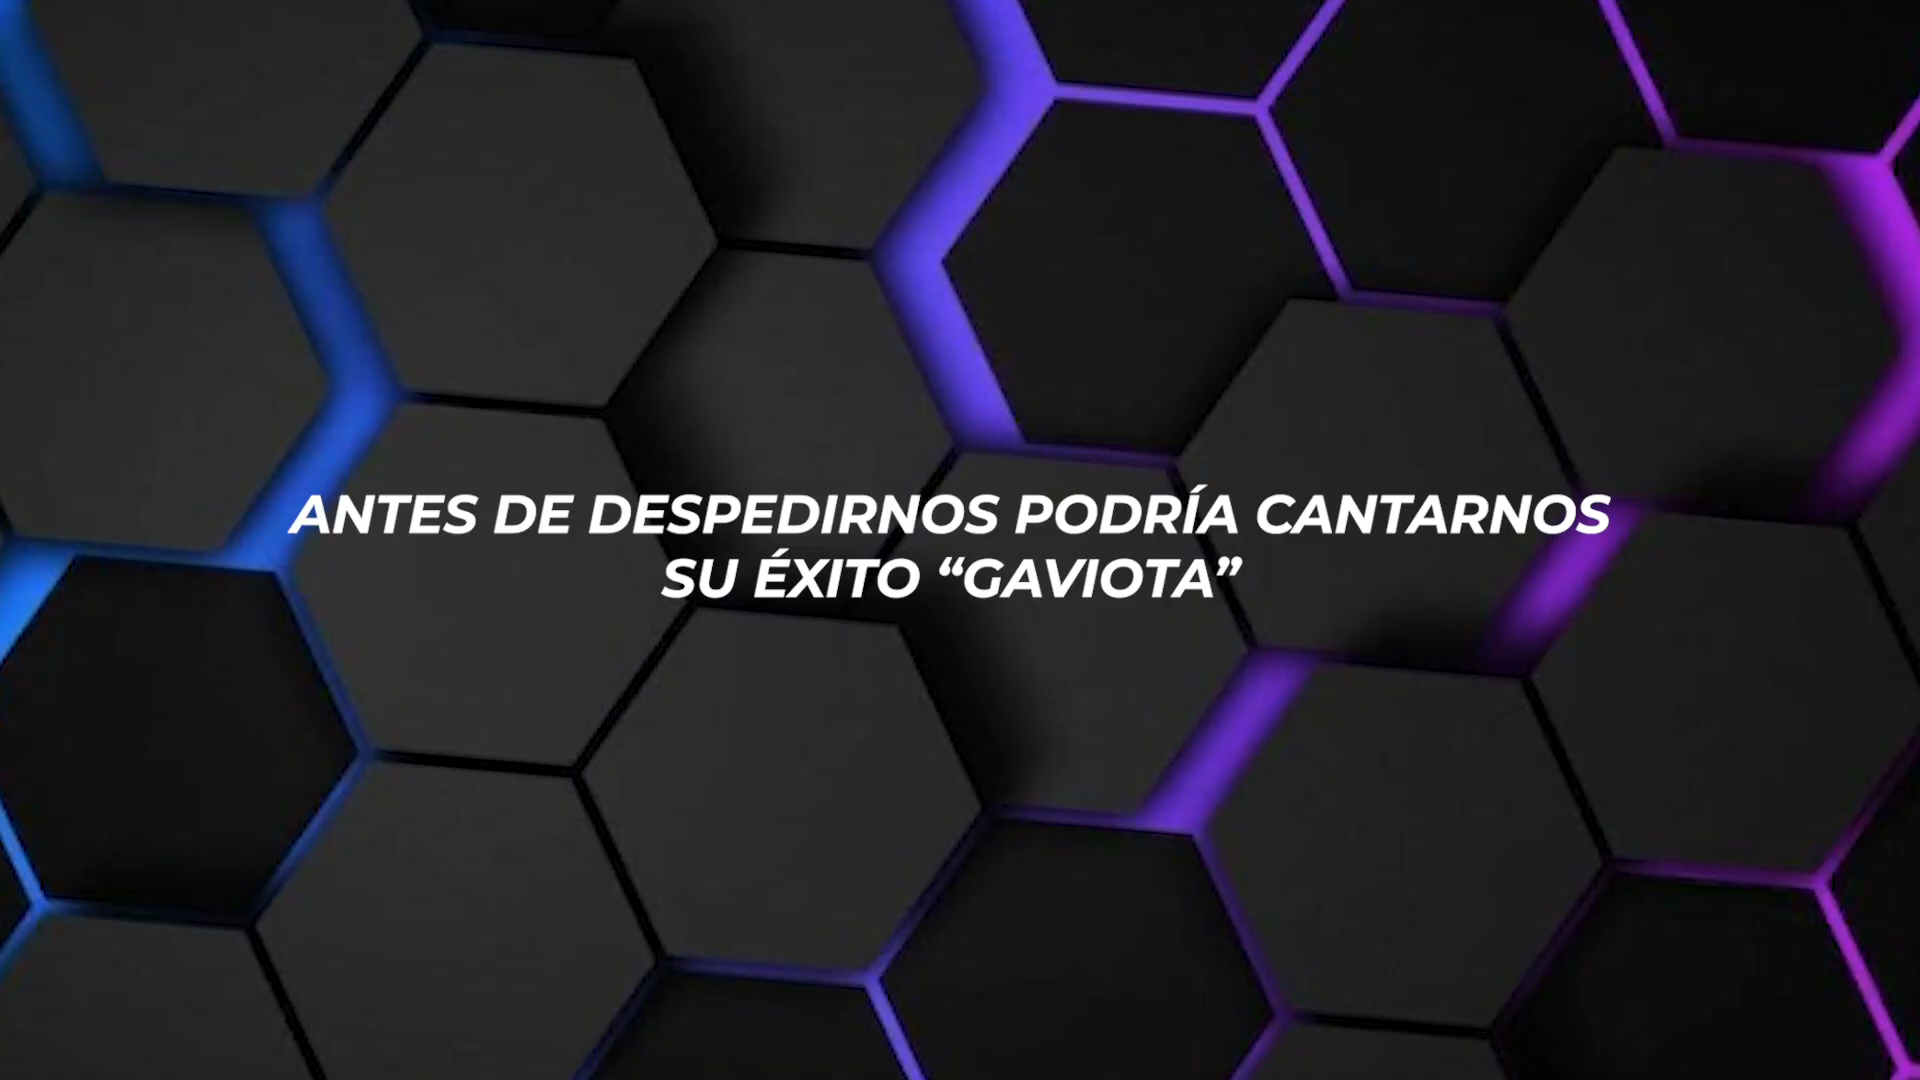 ANTES DE DESPEDIRNOS PODRÍA CANTARNOS
SU ÉXITO “GAVIOTA”